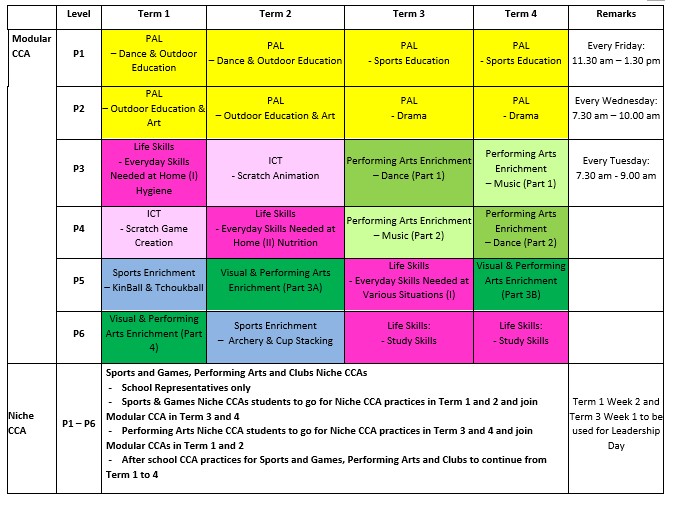 Level Term 1 Term 2 Term 3 Term 4 Remarks
Modular
CCA
P1
PAL
– Dance & Outdoor
Education
PAL
– Dance & Outdoor Education
PAL
- Sports Education
PAL
- Sports Education
Every Friday:
11.30 am – 1.30 pm
P2
PAL
– Outdoor Education &
Art
PAL
– Outdoor Education & Art
PAL
- Drama
PAL
- Drama
Every Wednesday:
7.30 am – 10.00 am
P3
Life Skills
- Everyday Skills
Needed at Home (I)
Hygiene
ICT
- Scratch Animation
Performing Arts Enrichment
– Dance (Part 1)
Performing Arts
Enrichment
– Music (Part 1)
Every Tuesday:
7.30 am - 9.00 am
P4
ICT
- Scratch Game
Creation
Life Skills
- Everyday Skills Needed at
Home (II) Nutrition
Performing Arts Enrichment
– Music (Part 2)
Performing Arts
Enrichment
– Dance (Part 2)
P5
Sports Enrichment
– KinBall & Tchoukball
Visual & Performing Arts
Enrichment (Part 3A)
Life Skills
- Everyday Skills Needed at
Various Situations (I)
Visual & Performing
Arts Enrichment
(Part 3B)
P6
Visual & Performing
Arts Enrichment (Part
4)
Sports Enrichment
– Archery & Cup Stacking
Life Skills:
- Study Skills
Life Skills:
- Study Skills
Niche
CCA
P1 – P6
Sports and Games, Performing Arts and Clubs Niche CCAs
- School Representatives only
- Sports & Games Niche CCAs students to go for Niche CCA practices in Term 1 and 2 and join
Modular CCA in Term 3 and 4
- Performing Arts Niche CCA students to go for Niche CCA practices in Term 3 and 4 and join
Modular CCAs in Term 1 and 2
- After school CCA practices for Sports and Games, Performing Arts and Clubs to continue from
Term 1 to 4
Term 1 Week 2 and
Term 3 Week 1 to be
used for Leadership
Day